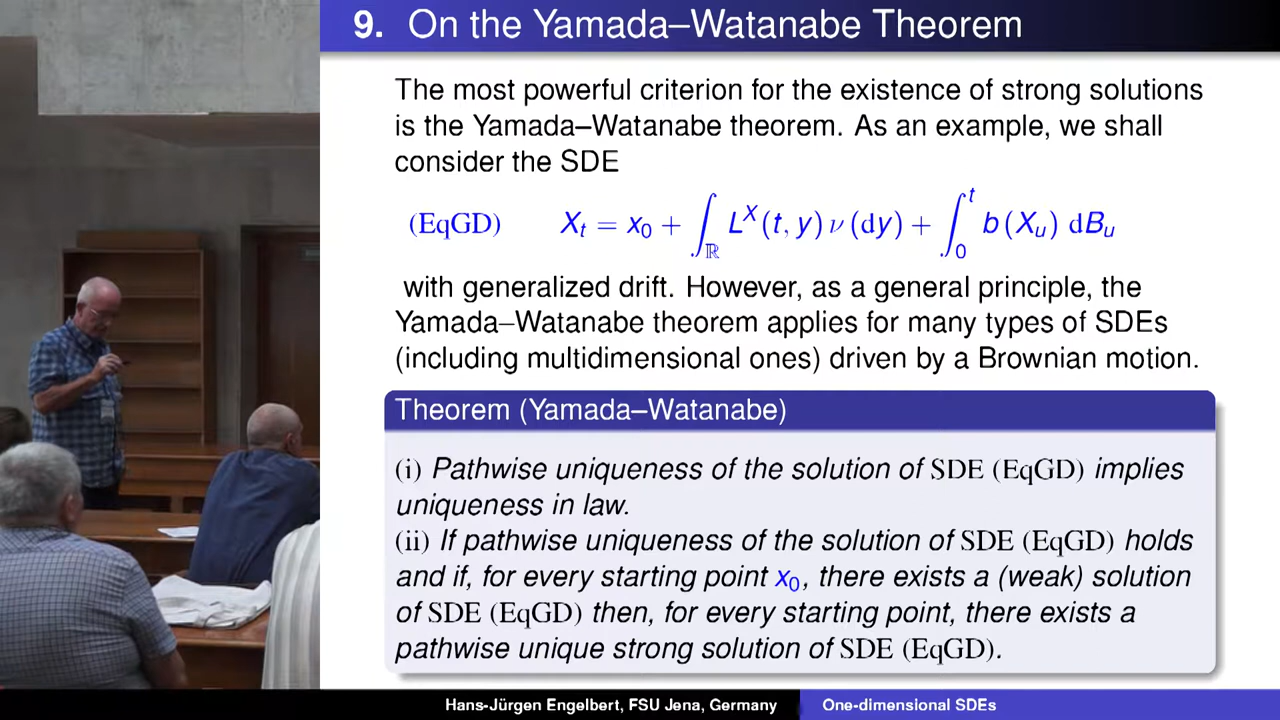 9. On the Yamada–Watanabe Theorem
The most powerful criterion for the existence of strong solutions
is the Yamada–Watanabe theorem. As an example, we shall
consider the SDE
(EqGD) X_t = x_0 + ∫_ℝ L^X(t, y) ν(dy) + ∫_0^t b(X_u) dB_u
with generalized drift. However, as a general principle, the
Yamada–Watanabe theorem applies for many types of SDEs
(including multidimensional ones) driven by a Brownian motion.
Theorem (Yamada–Watanabe)
(i) Pathwise uniqueness of the solution of SDE (EqGD) implies
uniqueness in law.
(ii) If pathwise uniqueness of the solution of SDE (EqGD) holds
and if, for every starting point x_0, there exists a (weak) solution
of SDE (EqGD) then, for every starting point, there exists a
pathwise unique strong solution of SDE (EqGD).
Hans-Jürgen Engelbert, FSU Jena, Germany
One-dimensional SDEs